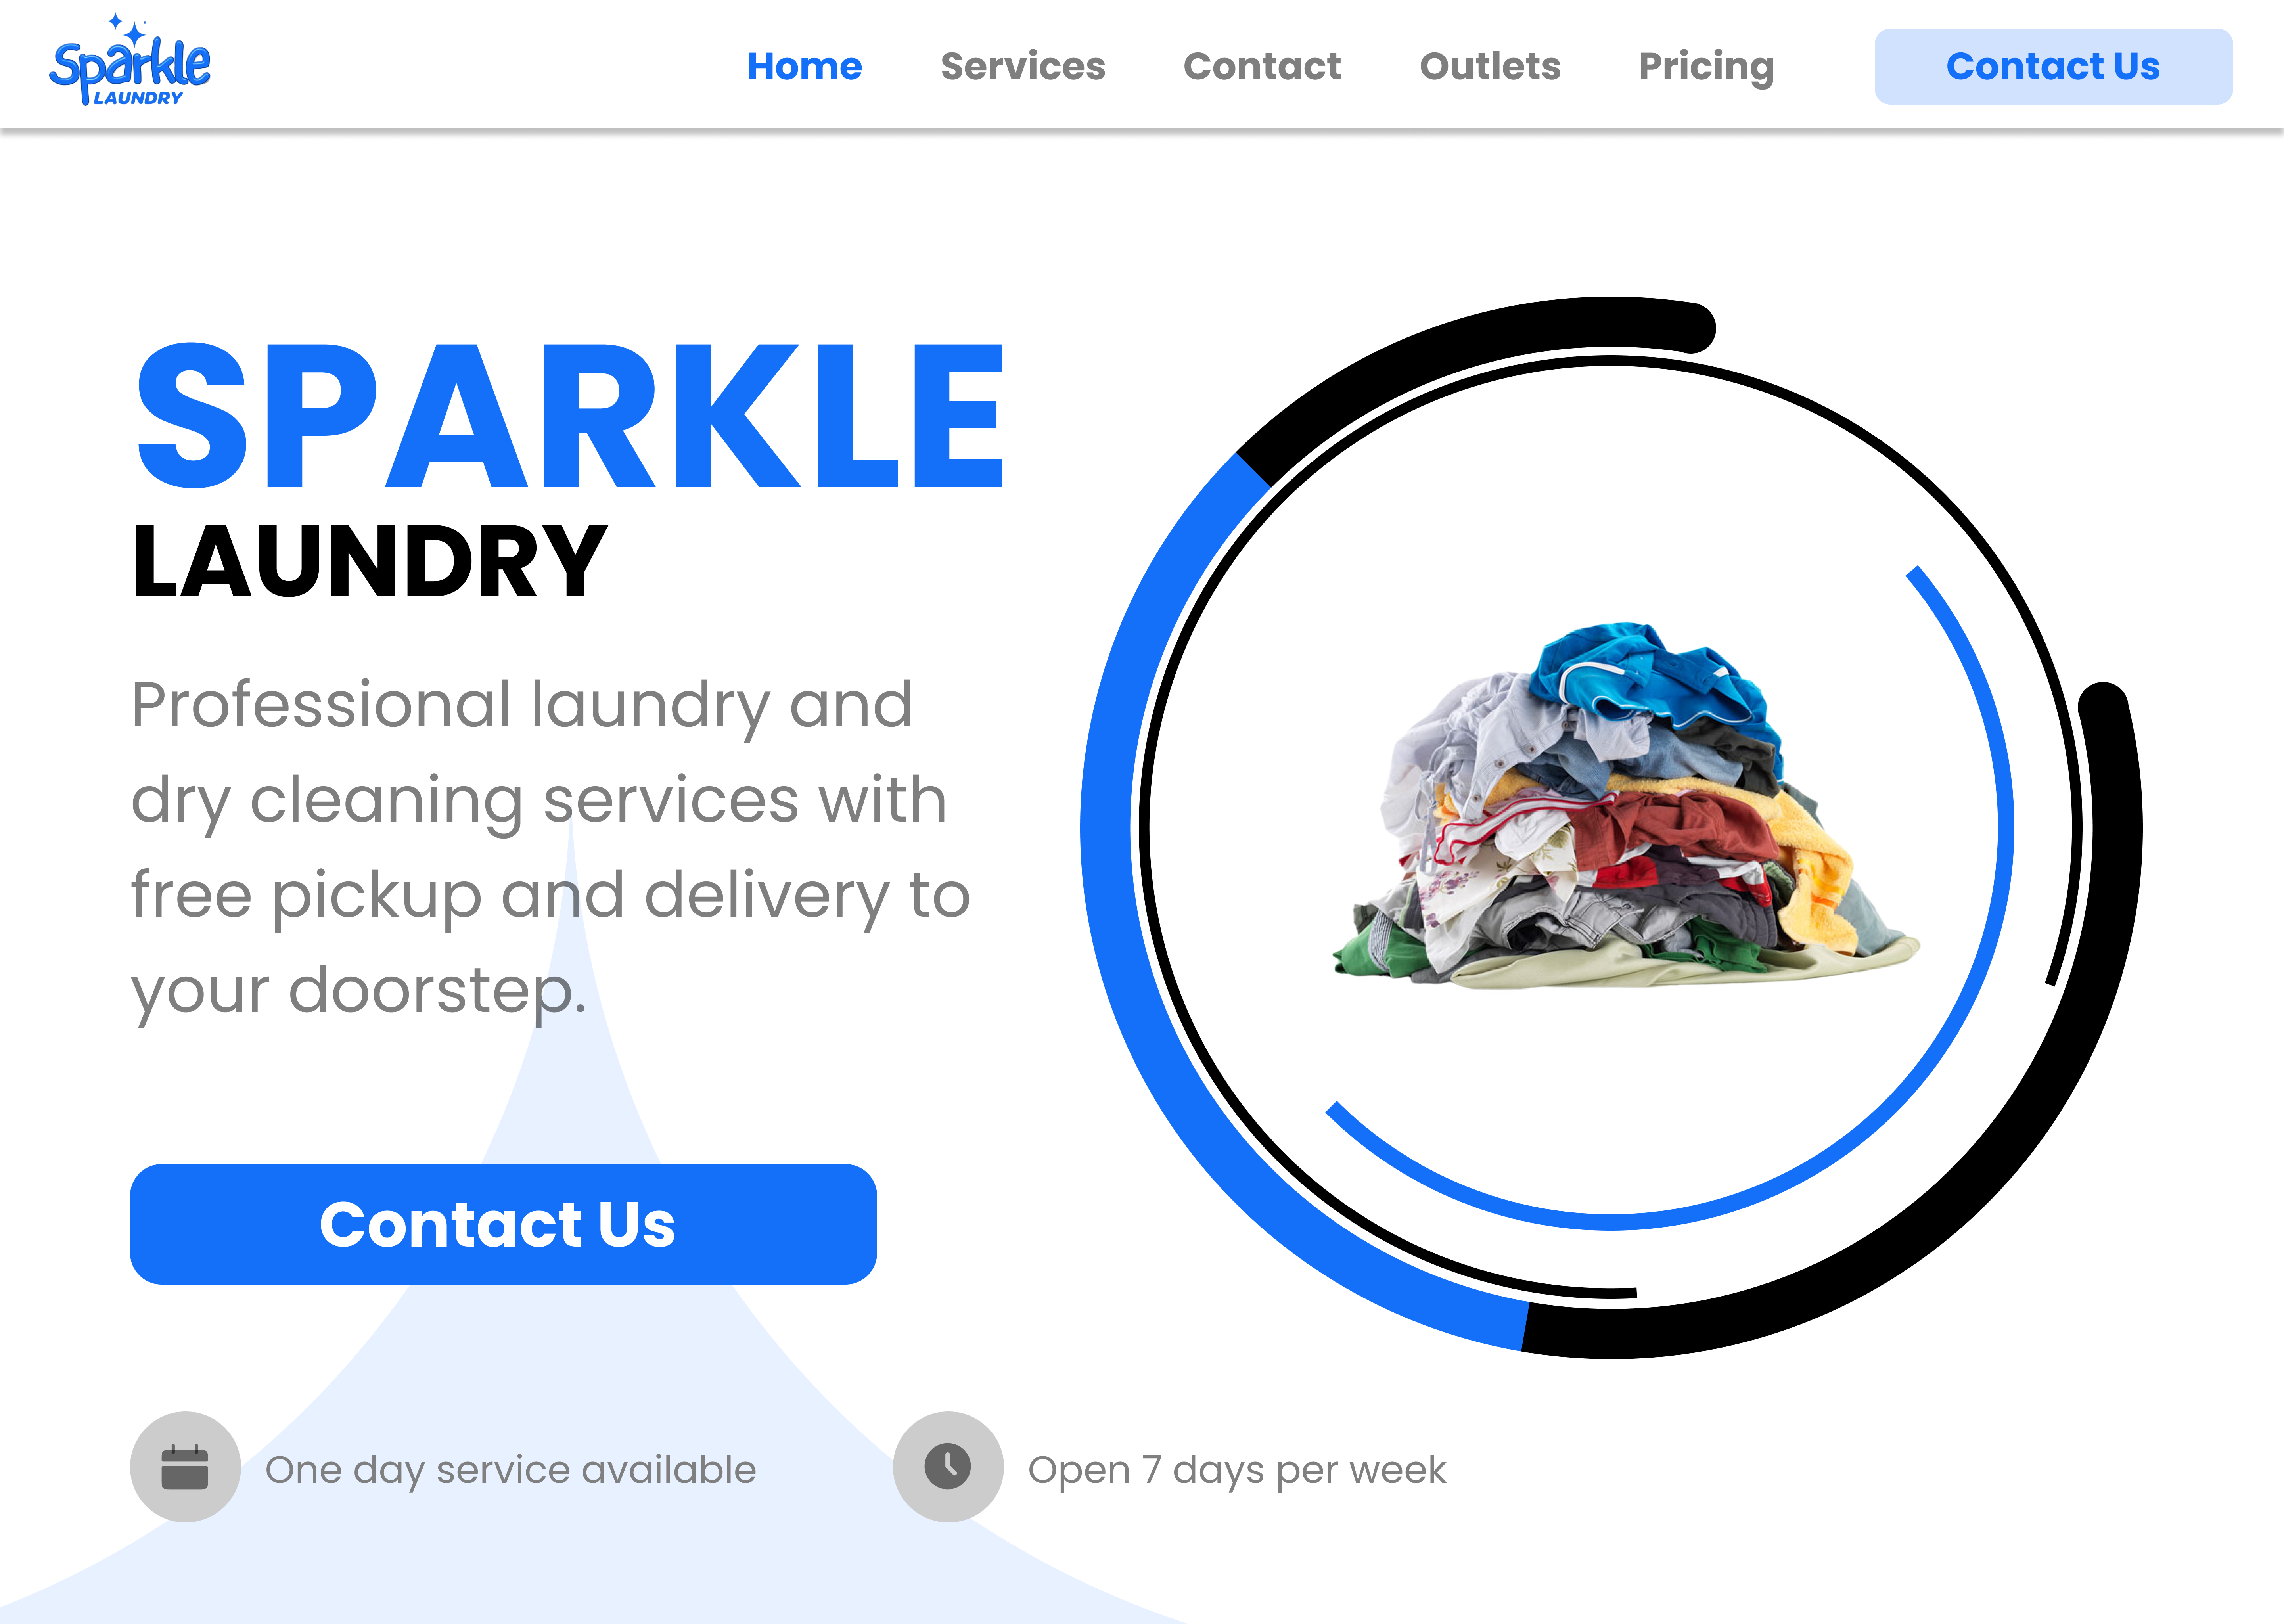 Sparkle
LAUNDRY
Home Services Contact Outlets Pricing Contact Us
SPARKLE
LAUNDRY
Professional laundry and
dry cleaning services with
free pickup and delivery to
your doorstep.
Contact Us
One day service available
Open 7 days per week